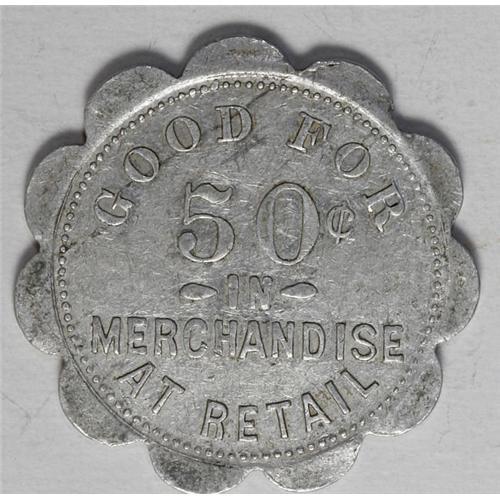 GOOD FOR
50¢
IN
MERCHANDISE
AT RETAIL